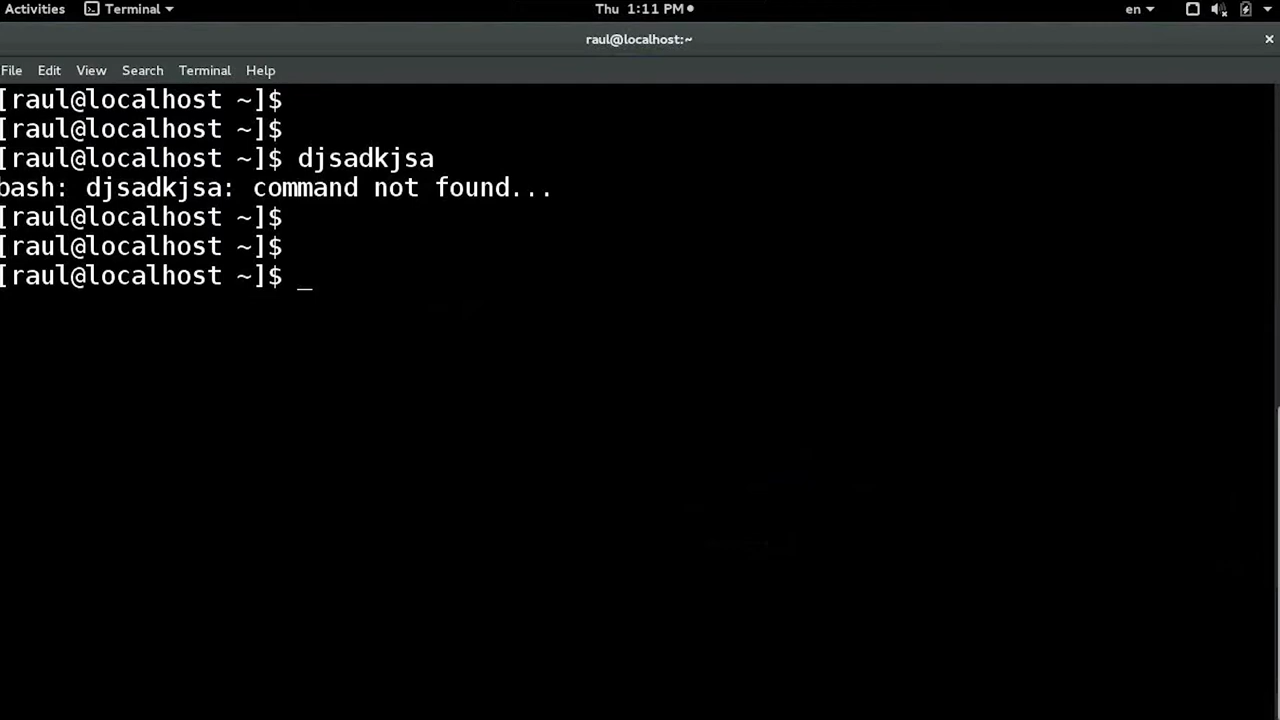 Activities Terminal Thu 1:11 PM en
raul@localhost:~ ×
File Edit View Search Terminal Help
[raul@localhost ~]$
[raul@localhost ~]$
[raul@localhost ~]$ djsadkjsa
bash: djsadkjsa: command not found...
[raul@localhost ~]$
[raul@localhost ~]$
[raul@localhost ~]$ _